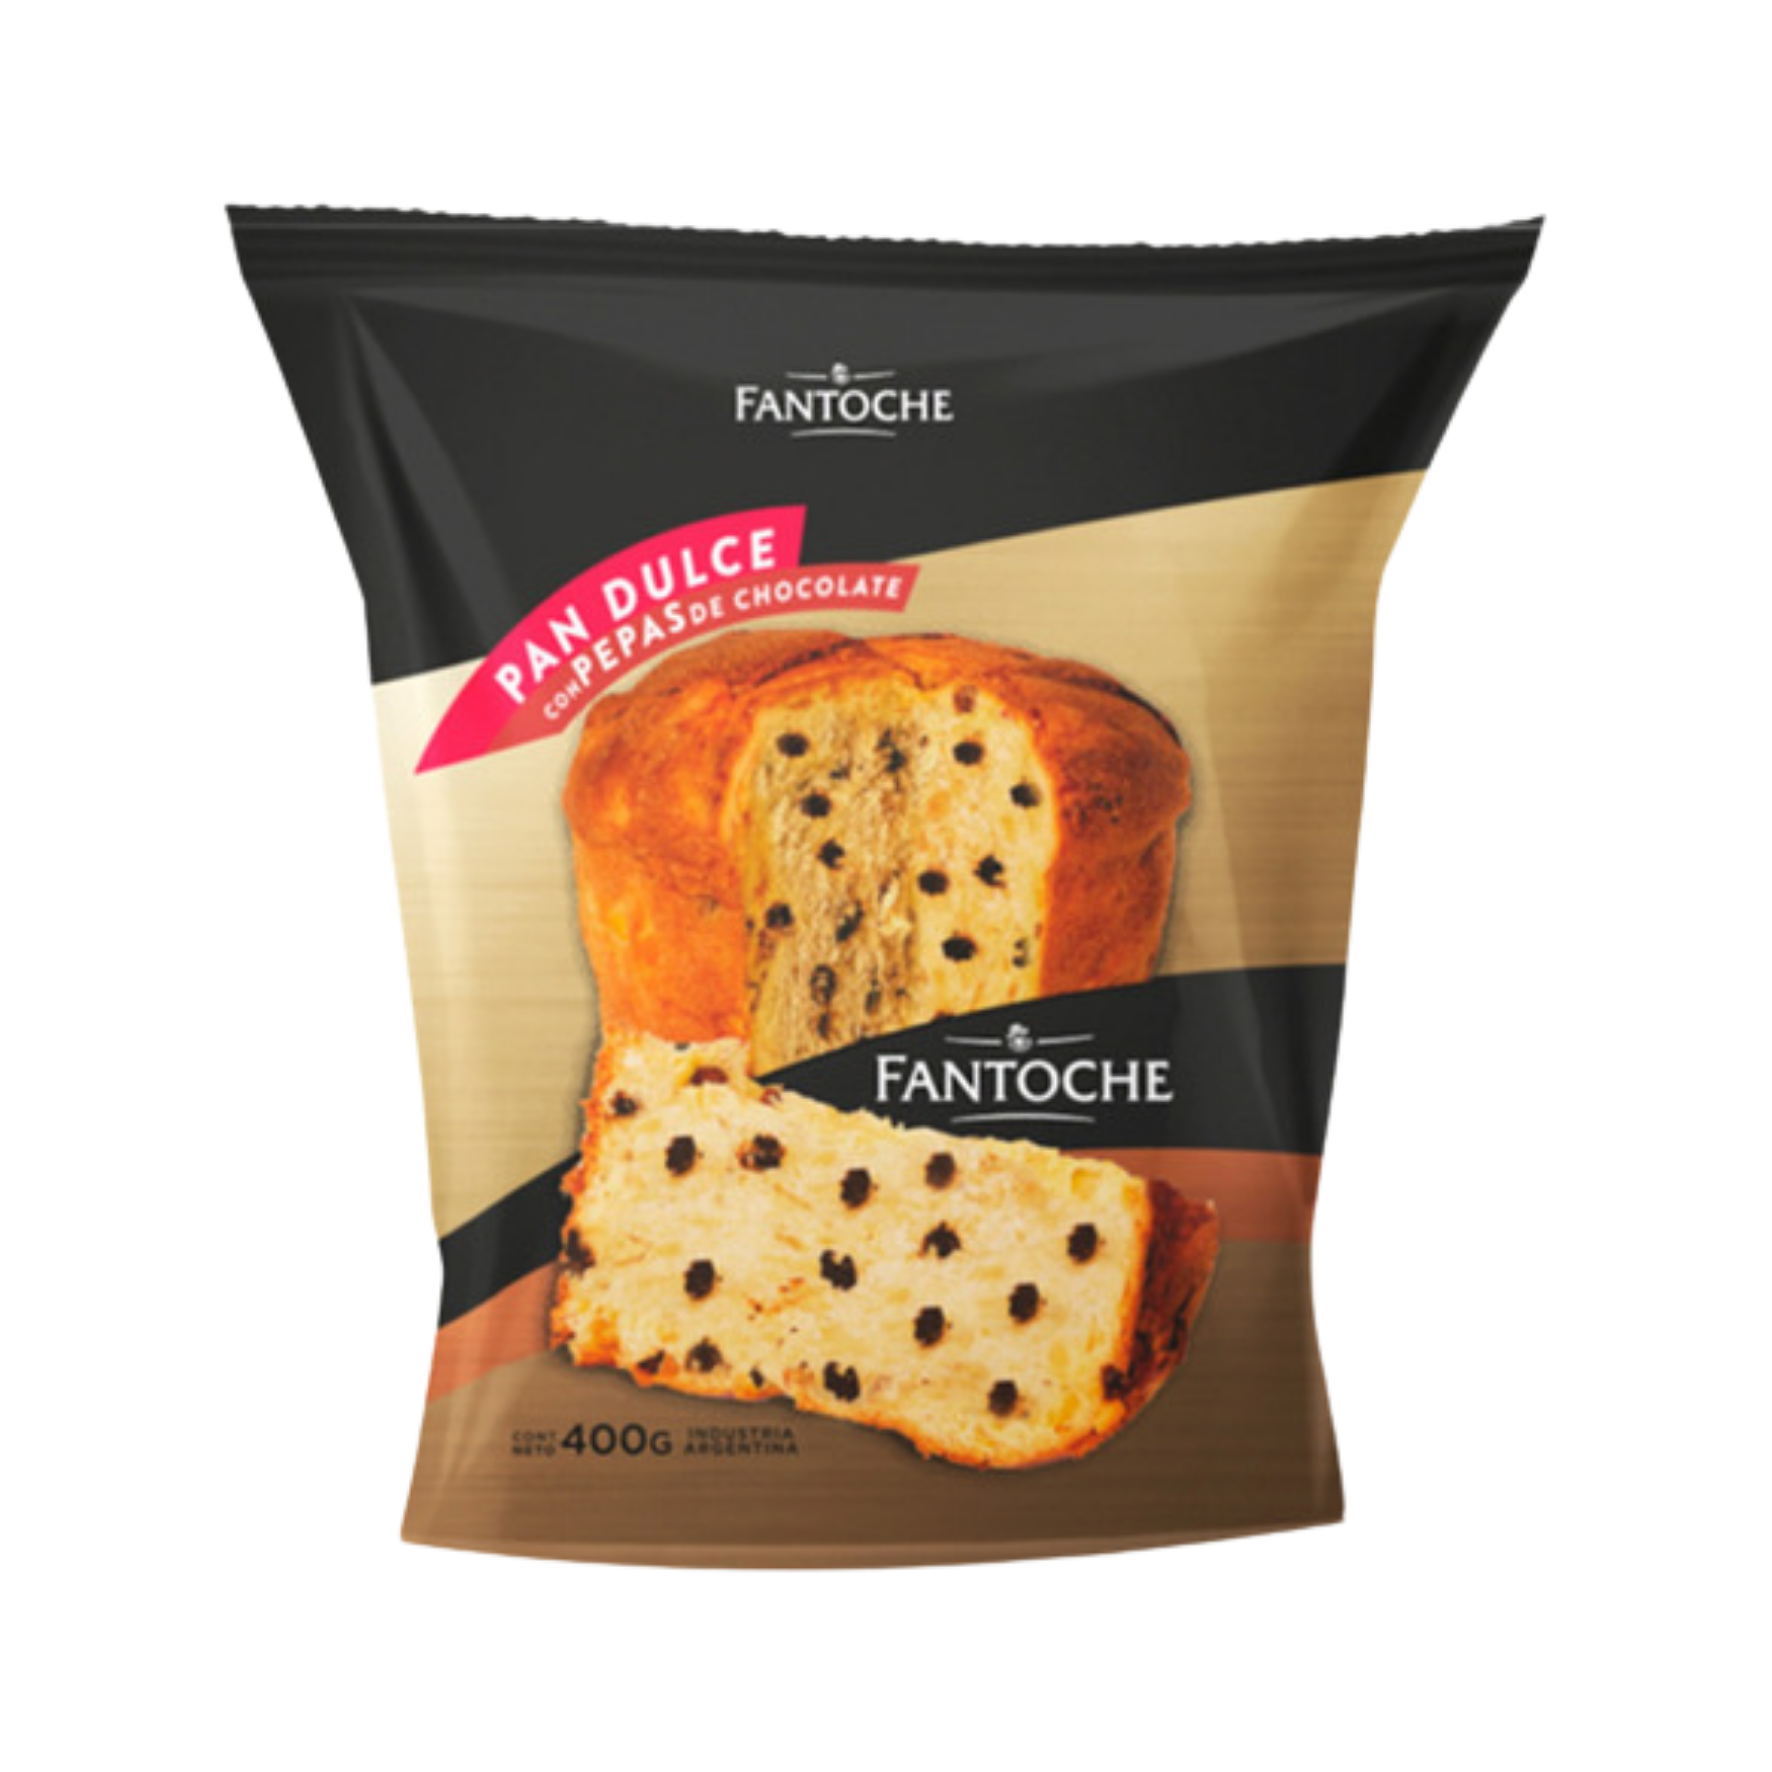 FANTOCHE
PAN DULCE
CON PEPAS DE CHOCOLATE
FANTOCHE
CONT.
NETO 400G
INDUSTRIA
ARGENTINA